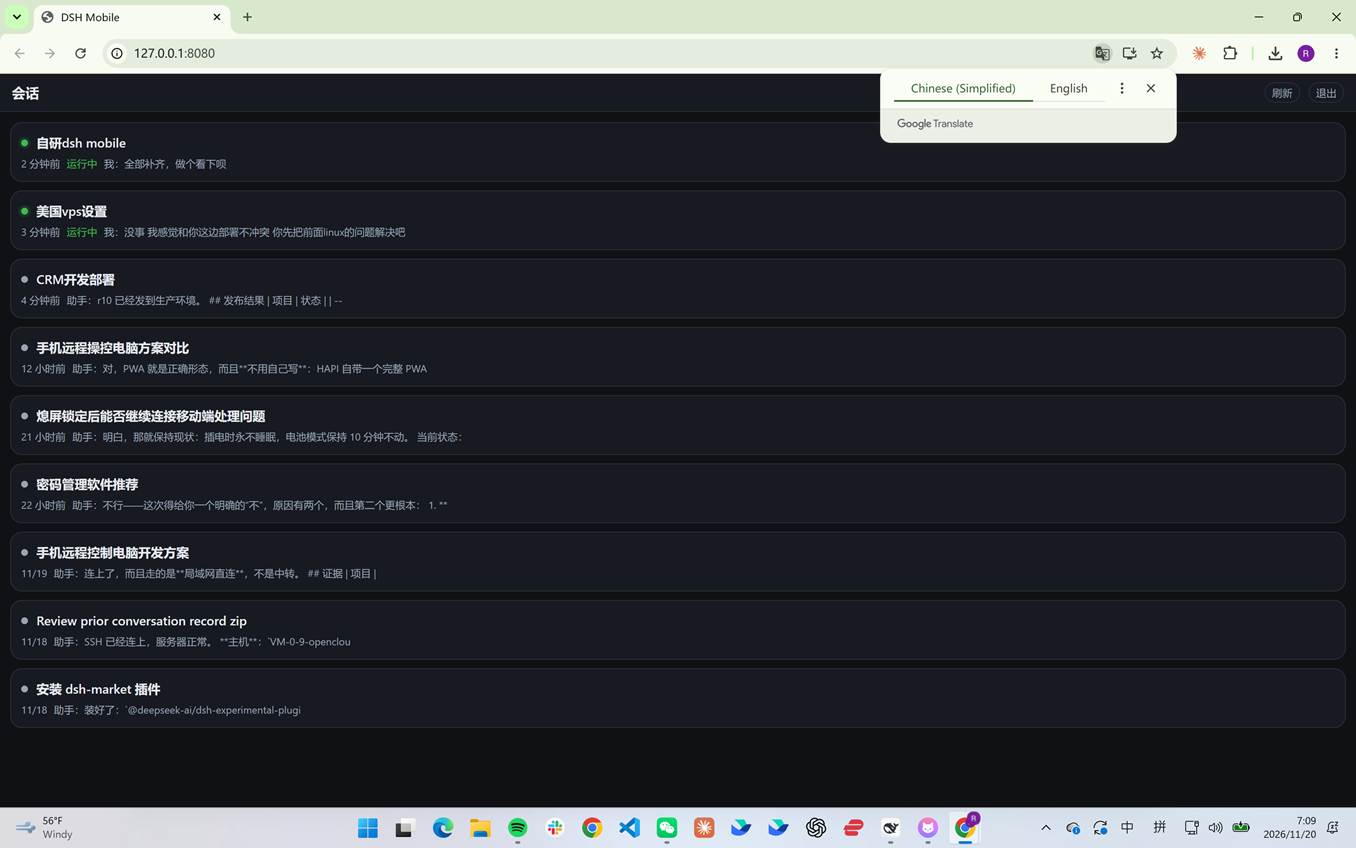 DSH Mobile
127.0.0.1:8080
R
会话
刷新
退出
Chinese (Simplified)
English
Google Translate
自研dsh mobile
2 分钟前 运行中 我：全部补齐，做个看下呗
美国vps设置
3 分钟前 运行中 我：没事 我感觉和你这边部署不冲突 你先把前面linux的问题解决吧
CRM开发部署
4 分钟前 助手：r10 已经发到生产环境。 ## 发布结果 | 项目 | 状态 | | --
手机远程操控电脑方案对比
12 小时前 助手：对，PWA 就是正确形态，而且**不用自己写**：HAPI 自带一个完整 PWA
熄屏锁定后能否继续连接移动端处理问题
21 小时前 助手：明白，那就保持现状：插电时永不睡眠，电池模式保持 10 分钟不动。 当前状态：
密码管理软件推荐
22 小时前 助手：不行——这次得给你一个明确的“不”，原因有两个，而且第二个更根本： 1. **
手机远程控制电脑开发方案
11/19 助手：连上了，而且走的是**局域网直连**，不是中转。 ## 证据 | 项目 |
Review prior conversation record zip
11/18 助手：SSH 已经连上，服务器正常。 **主机**：`VM-0-9-openclou
安装 dsh-market 插件
11/18 助手：装好了：`@deepseek-ai/dsh-experimental-plugi
56°F
Windy
R
中
拼
7:09
2026/11/20